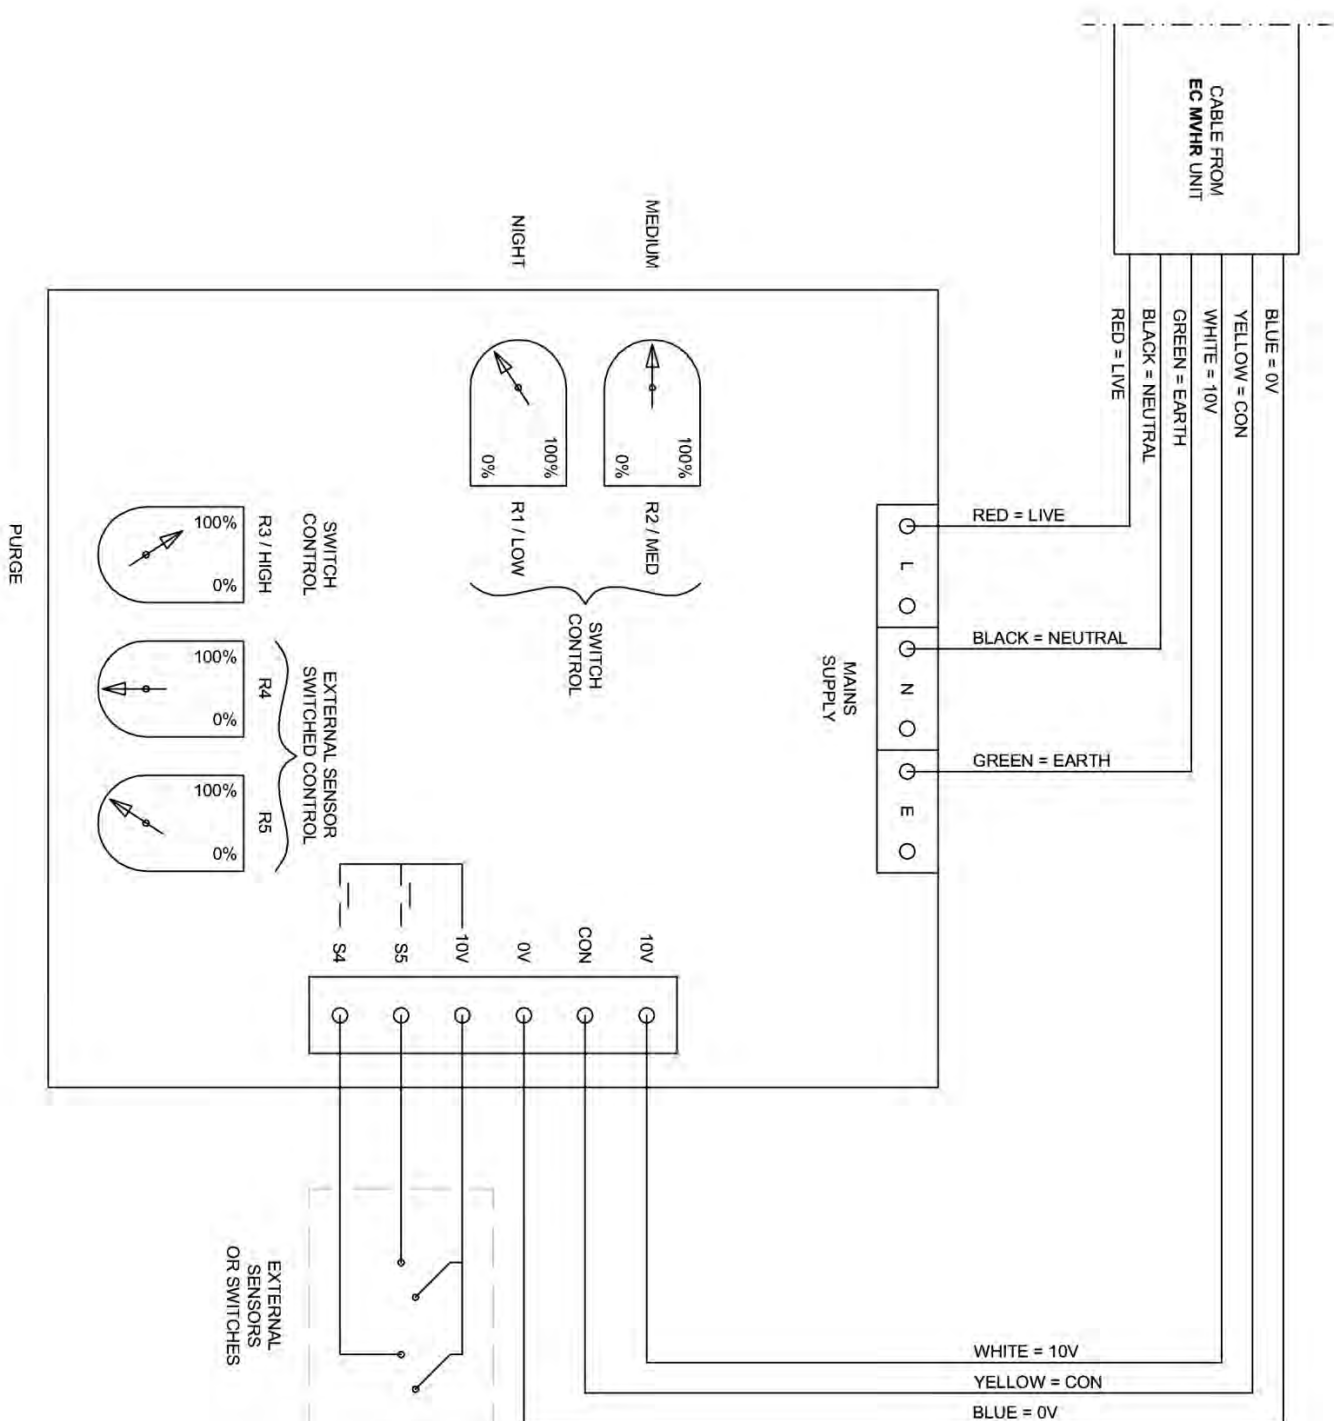 CABLE FROM
EC MVHR UNIT
BLUE = 0V
YELLOW = CON
WHITE = 10V
GREEN = EARTH
BLACK = NEUTRAL
RED = LIVE
MEDIUM
NIGHT
100%
0%
R2 / MED
100%
0%
R1 / LOW
SWITCH
CONTROL
RED = LIVE
L
BLACK = NEUTRAL
N
GREEN = EARTH
E
MAINS
SUPPLY
SWITCH
CONTROL
R3 / HIGH
100%
0%
EXTERNAL SENSOR
SWITCHED CONTROL
R4
100%
0%
R5
100%
0%
PURGE
S4
S5
10V
0V
CON
10V
EXTERNAL
SENSORS
OR SWITCHES
WHITE = 10V
YELLOW = CON
BLUE = 0V